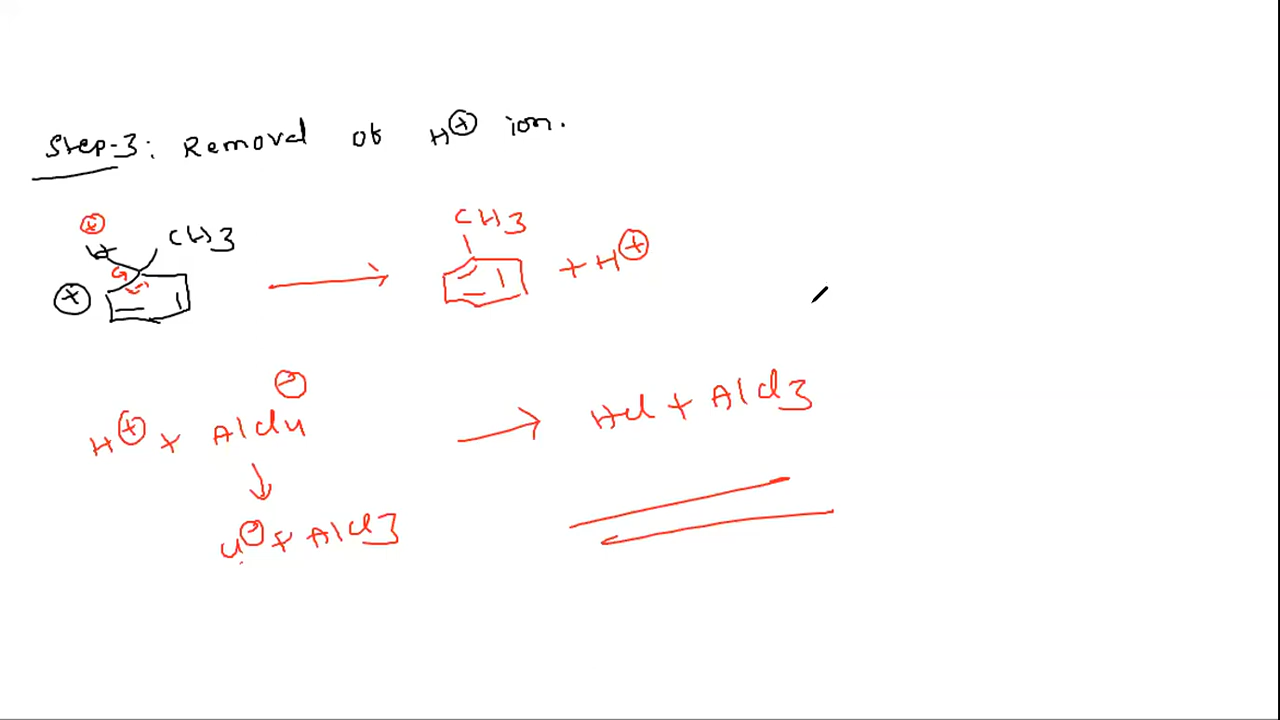 Step-3: Removal of H⊕ ion.
⊕
H CH3
⊕
CH3
+ H⊕
H⊕ + AlCl4⊖ → HCl + AlCl3
↓
Cl⊖ + AlCl3